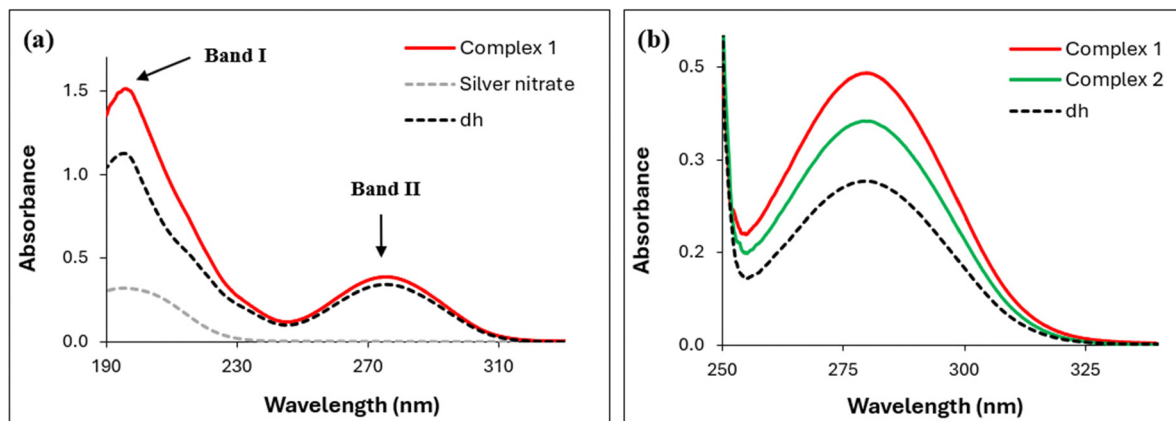 (a)
Band I
Complex 1
Silver nitrate
dh
Band II
Absorbance
1.5
1.0
0.5
0.0
190
230
270
310
Wavelength (nm)
(b)
Complex 1
Complex 2
dh
Absorbance
0.5
0.3
0.2
0.0
250
275
300
325
Wavelength (nm)